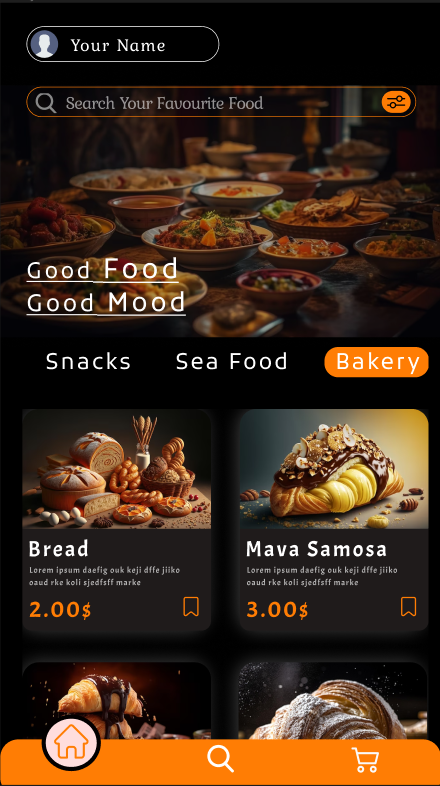 Your Name
Search Your Favourite Food
Good Food
Good Mood
Snacks Sea Food Bakery
Bread
Lorem ipsum daefig ouk keji dffe jiiko
oaud rke koli sjedfsff marke
2.00$
Mava Samosa
Lorem ipsum daefig ouk keji dffe jiiko
oaud rke koli sjedfsff marke
3.00$